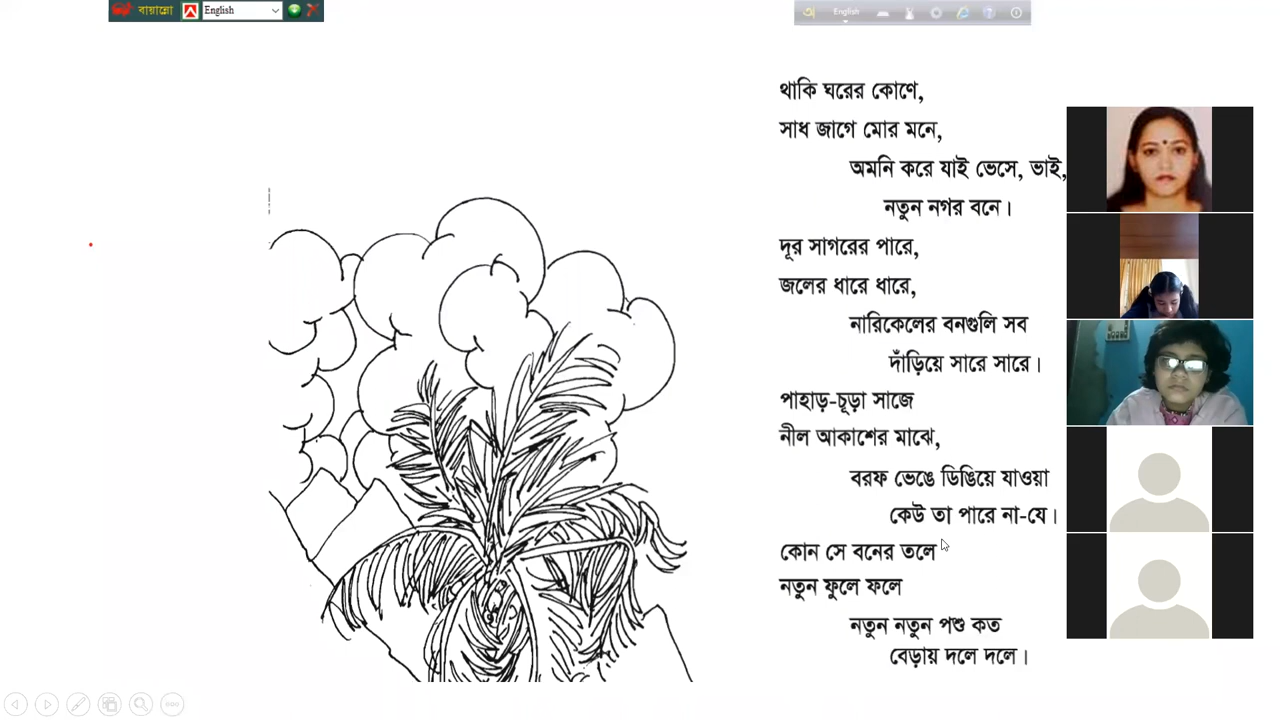 বায়ান্নো English
English
থাকি ঘরের কোণে,
সাধ জাগে মোর মনে,
অমনি করে যাই ভেসে, ভাই,
নতুন নগর বনে।
দূর সাগরের পারে,
জলের ধারে ধারে,
নারিকেলের বনগুলি সব
দাঁড়িয়ে সারে সারে।
পাহাড়-চূড়া সাজে
নীল আকাশের মাঝে,
বরফ ভেঙে ডিঙিয়ে যাওয়া
কেউ তা পারে না-যে।
কোন সে বনের তলে
নতুন ফুলে ফলে
নতুন নতুন পশু কত
বেড়ায় দলে দলে।